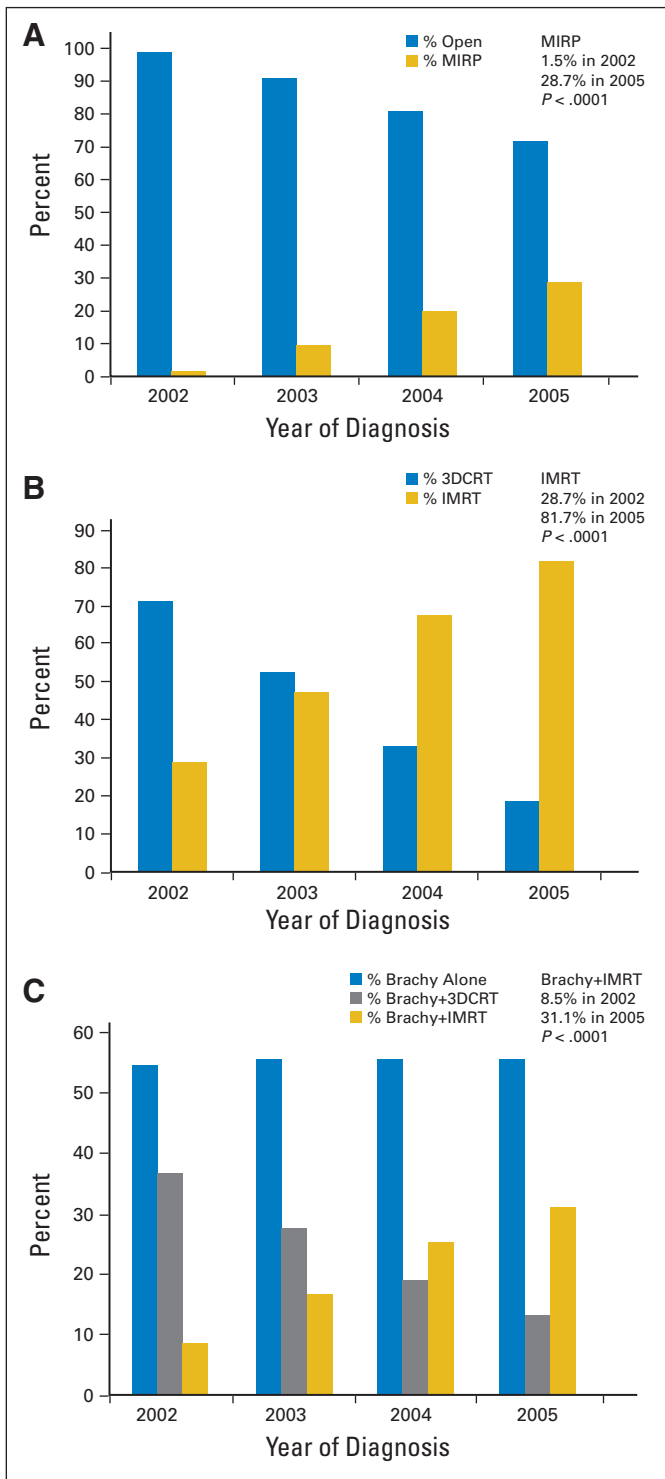 A
% Open
% MIRP
MIRP
1.5% in 2002
28.7% in 2005
P < .0001
Percent
100
90
80
70
60
50
40
30
20
10
0
2002 2003 2004 2005
Year of Diagnosis
B
% 3DCRT
% IMRT
IMRT
28.7% in 2002
81.7% in 2005
P < .0001
Percent
90
80
70
60
50
40
30
20
10
0
2002 2003 2004 2005
Year of Diagnosis
C
% Brachy Alone
% Brachy+3DCRT
% Brachy+IMRT
Brachy+IMRT
8.5% in 2002
31.1% in 2005
P < .0001
Percent
60
50
40
30
20
10
0
2002 2003 2004 2005
Year of Diagnosis